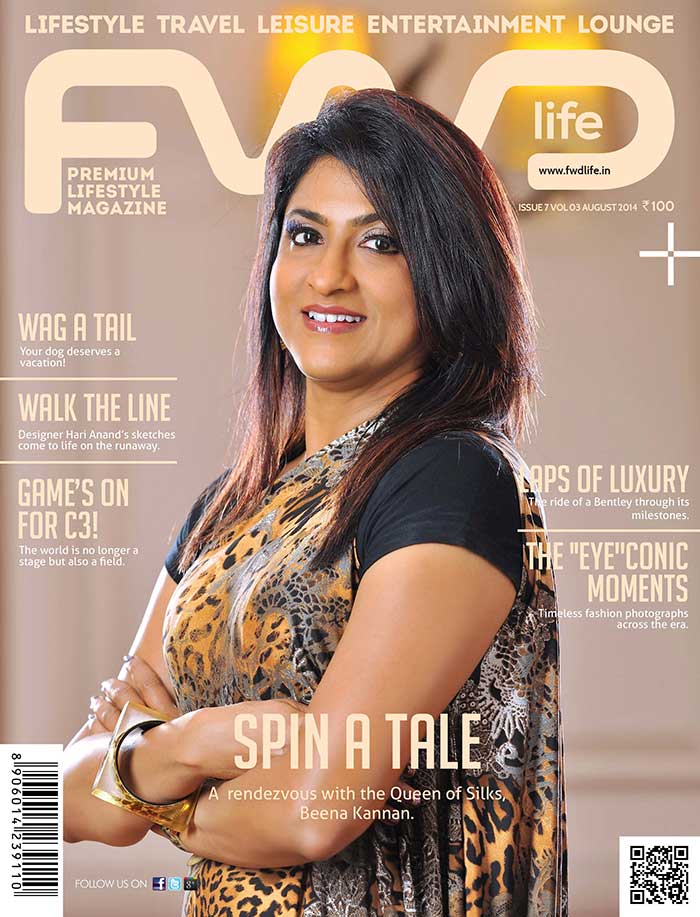 LIFESTYLE TRAVEL LEISURE ENTERTAINMENT LOUNGE
FWD
life
PREMIUM
LIFESTYLE
MAGAZINE
www.fwdlife.in
ISSUE 7 VOL 03 AUGUST 2014 ₹100
WAG A TAIL
Your dog deserves a
vacation!
WALK THE LINE
Designer Hari Anand's sketches
come to life on the runaway.
GAME'S ON
FOR C3!
The world is no longer a
stage but also a field.
LAPS OF LUXURY
The ride of a Bentley through its
milestones.
THE "EYE"CONIC
MOMENTS
Timeless fashion photographs
across the era.
SPIN A TALE
A rendezvous with the Queen of Silks,
Beena Kannan.
8906014239110
FOLLOW US ON